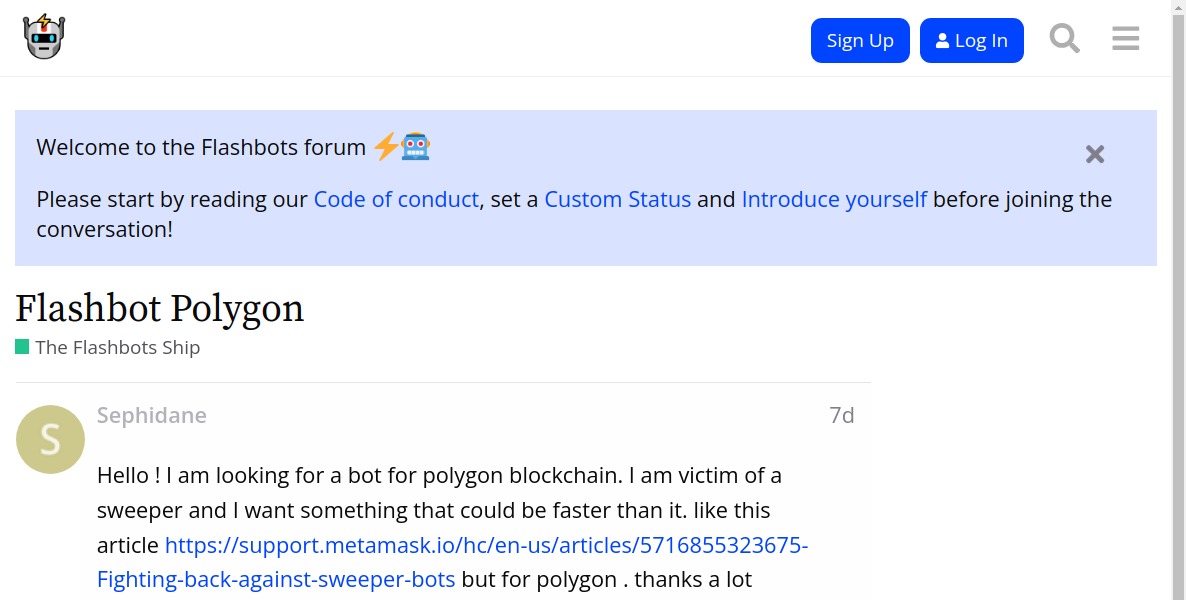 Sign Up
Log In
Welcome to the Flashbots forum
Please start by reading our Code of conduct, set a Custom Status and Introduce yourself before joining the
conversation!
Flashbot Polygon
The Flashbots Ship
S
Sephidane
7d
Hello ! I am looking for a bot for polygon blockchain. I am victim of a
sweeper and I want something that could be faster than it. like this
article https://support.metamask.io/hc/en-us/articles/5716855323675-
Fighting-back-against-sweeper-bots but for polygon . thanks a lot